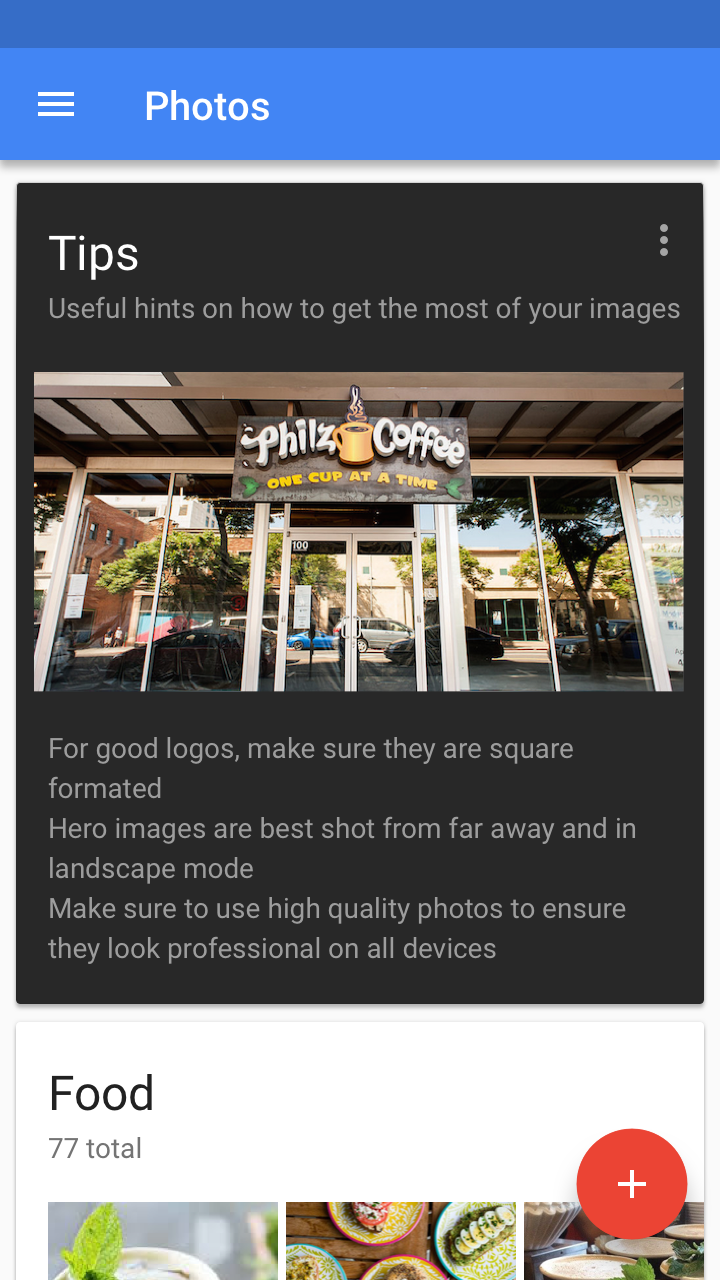 Photos
Tips
Useful hints on how to get the most of your images
Philz Coffee
ONE CUP AT A TIME
100
For good logos, make sure they are square
formated
Hero images are best shot from far away and in
landscape mode
Make sure to use high quality photos to ensure
they look professional on all devices
Food
77 total